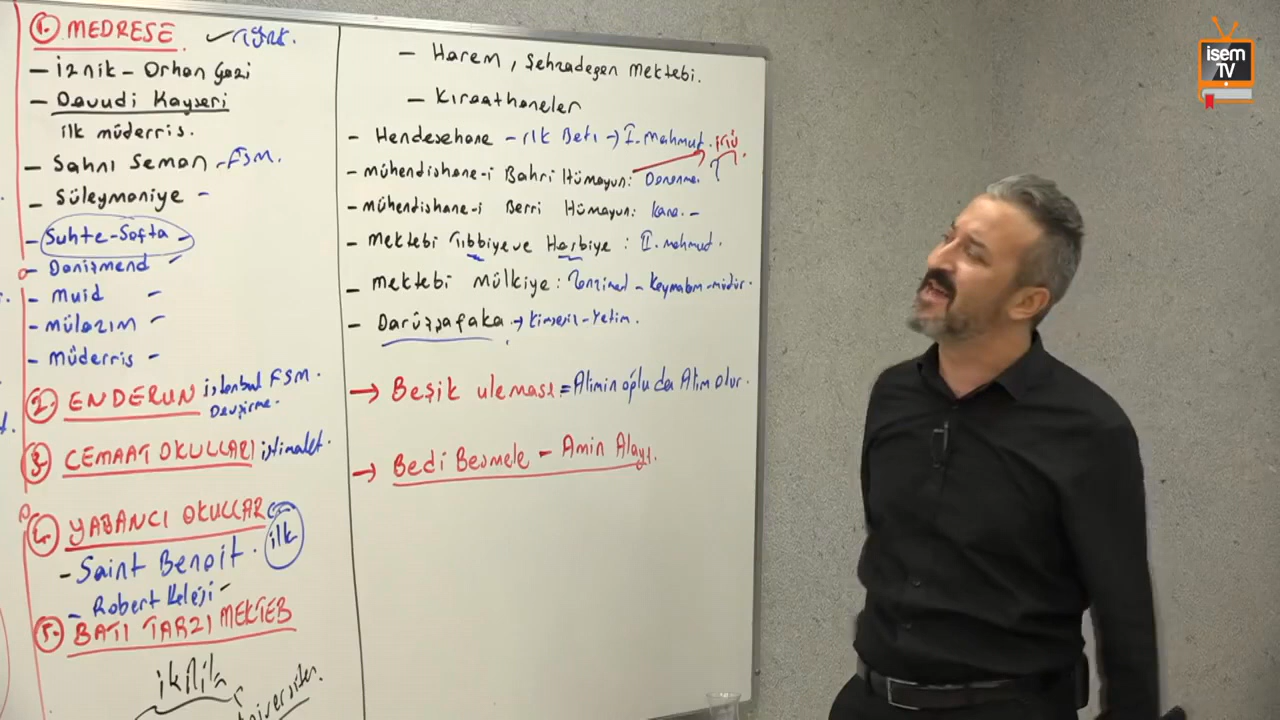 1. MEDRESE ✓
- İznik - Orhan Gazi
- Davudi Kayseri
ilk müderris.
- Sahnı Seman - FSM.
- Süleymaniye -
- Suhte-Softa -
- Danişmend
- Muid -
- mülazım
- Müderris -
2. ENDERUN istanbul FSM.
Devşirme.
3. CEMAAT OKULLARI istimalet.
4. YABANCI OKULLAR
- Saint Benoit. ilk
- Robert Koleji -
5. BATI TARZI MEKTEB
ikilik
- Harem, Şehzadegan Mektebi.
- Kıraathaneler
- Hendesehane - ilk Batı → I. Mahmut.
- mühendishane-i Bahri Hümayun: Donanma.
- mühendishane-i Berri Hümayun: Kara. -
- Mektebi Tıbbiye ve Harbiye : II. mahmud.
- mektebi Mülkiye : Tanzimat - Kaymakam - müdür.
- Darüşşafaka → Kimsesiz - Yetim.
→ Beşik uleması = Alimin oğlu da Alim olur.
→ Bedi Besmele - Amin Alayı.
isem
TV